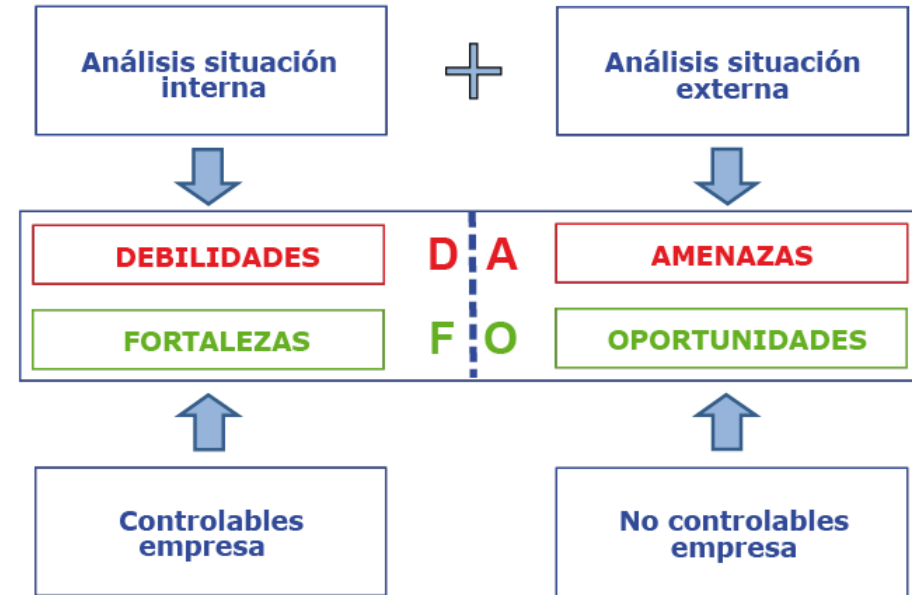 Análisis situación
interna
Análisis situación
externa
DEBILIDADES
D A
AMENAZAS
FORTALEZAS
F O
OPORTUNIDADES
Controlables
empresa
No controlables
empresa